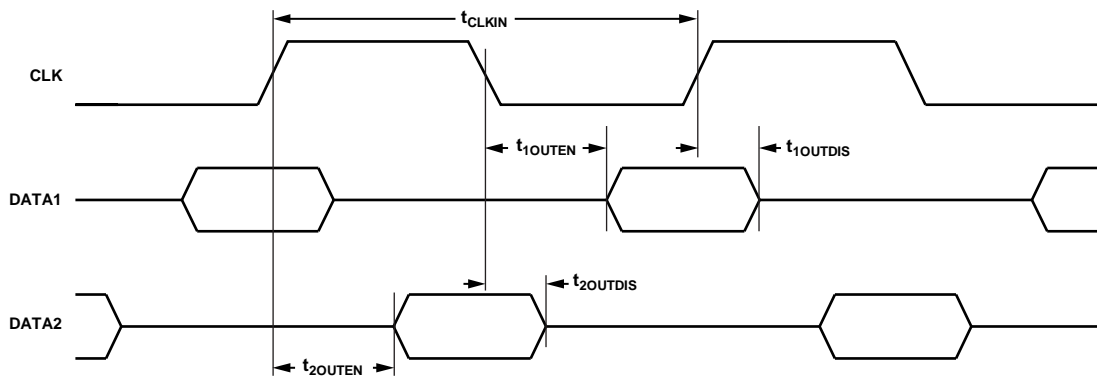 tCLKIN
CLK
t1OUTEN
t1OUTDIS
DATA1
t2OUTDIS
DATA2
t2OUTEN